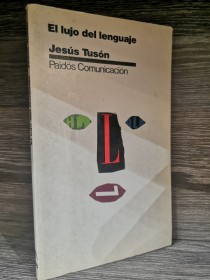 El lujo del lenguaje
Jesús Tusón
Paidós Comunicación
L
L